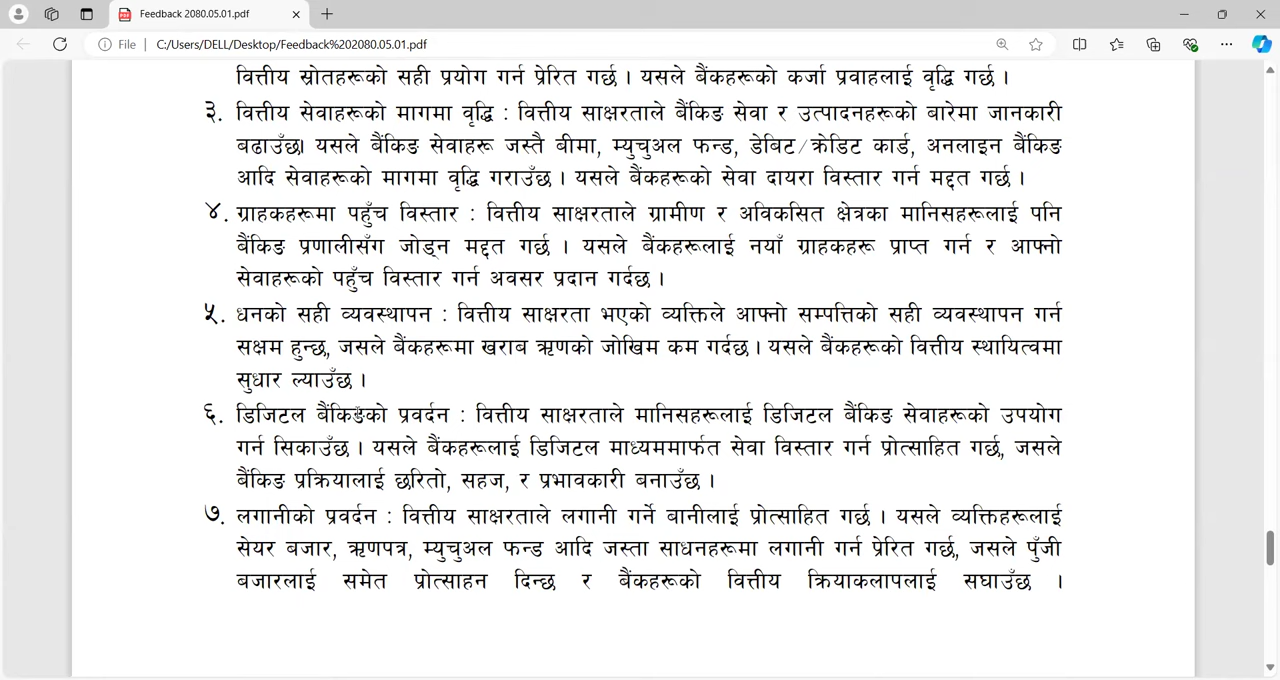 Feedback 2080.05.01.pdf
File C:/Users/DELL/Desktop/Feedback%202080.05.01.pdf
वित्तीय स्रोतहरूको सही प्रयोग गर्न प्रेरित गर्छ । यसले बैंकहरूको कर्जा प्रवाहलाई वृद्धि गर्छ ।
३. वित्तीय सेवाहरूको मागमा वृद्धि : वित्तीय साक्षरताले बैंकिङ सेवा र उत्पादनहरूको बारेमा जानकारी
बढाउँछ। यसले बैंकिङ सेवाहरू जस्तै बीमा, म्युचुअल फन्ड, डेबिट/क्रेडिट कार्ड, अनलाइन बैंकिङ
आदि सेवाहरूको मागमा वृद्धि गराउँछ । यसले बैंकहरूको सेवा दायरा विस्तार गर्न मद्दत गर्छ ।
४. ग्राहकहरूमा पहुँच विस्तार : वित्तीय साक्षरताले ग्रामीण र अविकसित क्षेत्रका मानिसहरूलाई पनि
बैंकिङ प्रणालीसँग जोड्न मद्दत गर्छ । यसले बैंकहरूलाई नयाँ ग्राहकहरू प्राप्त गर्न र आफ्नो
सेवाहरूको पहुँच विस्तार गर्न अवसर प्रदान गर्दछ ।
५. धनको सही व्यवस्थापन : वित्तीय साक्षरता भएको व्यक्तिले आफ्नो सम्पत्तिको सही व्यवस्थापन गर्न
सक्षम हुन्छ, जसले बैंकहरूमा खराब ऋणको जोखिम कम गर्दछ । यसले बैंकहरूको वित्तीय स्थायित्वमा
सुधार ल्याउँछ ।
६. डिजिटल बैंकिङको प्रवर्दन : वित्तीय साक्षरताले मानिसहरूलाई डिजिटल बैंकिङ सेवाहरूको उपयोग
गर्न सिकाउँछ । यसले बैंकहरूलाई डिजिटल माध्यममार्फत सेवा विस्तार गर्न प्रोत्साहित गर्छ, जसले
बैंकिङ प्रक्रियालाई छरितो, सहज, र प्रभावकारी बनाउँछ ।
७. लगानीको प्रवर्दन : वित्तीय साक्षरताले लगानी गर्ने बानीलाई प्रोत्साहित गर्छ । यसले व्यक्तिहरूलाई
सेयर बजार, ऋणपत्र, म्युचुअल फन्ड आदि जस्ता साधनहरूमा लगानी गर्न प्रेरित गर्छ, जसले पुँजी
बजारलाई समेत प्रोत्साहन दिन्छ र बैंकहरूको वित्तीय क्रियाकलापलाई सघाउँछ ।